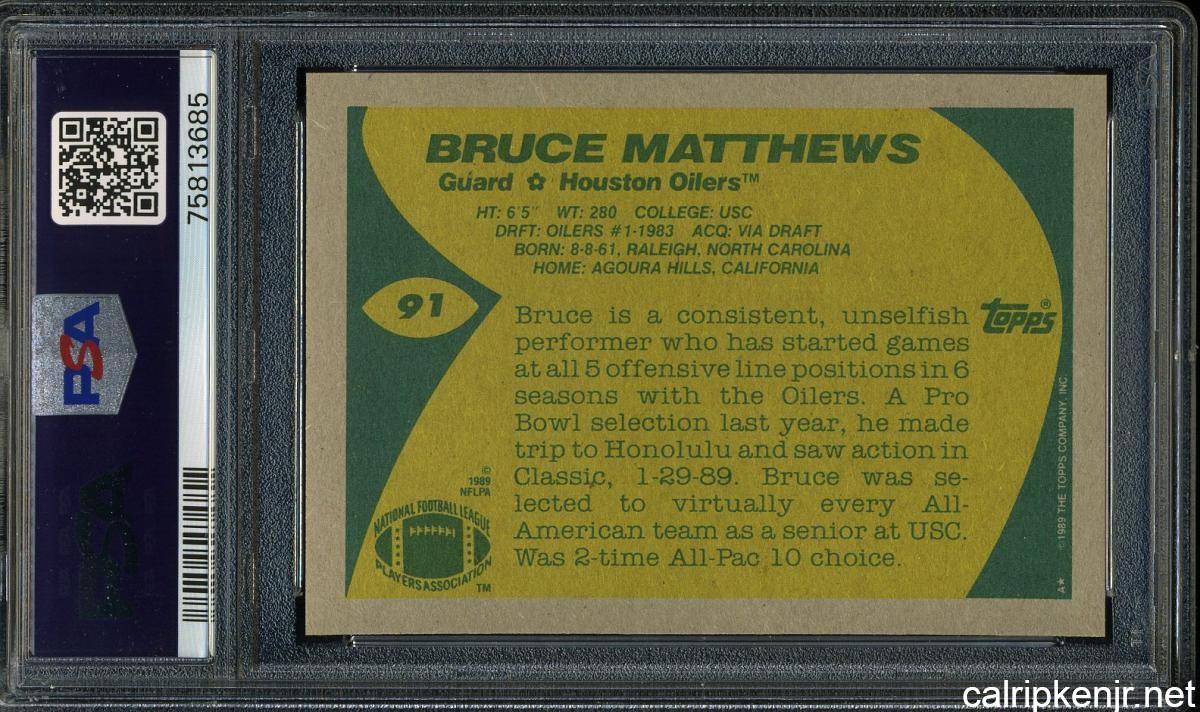 75813685
PSA
PSA
BRUCE MATTHEWS
Guard ✿ Houston Oilers™
HT: 6'5" WT: 280 COLLEGE: USC
DRFT: OILERS #1-1983 ACQ: VIA DRAFT
BORN: 8-8-61, RALEIGH, NORTH CAROLINA
HOME: AGOURA HILLS, CALIFORNIA
91
topps®
Bruce is a consistent, unselfish
performer who has started games
at all 5 offensive line positions in 6
seasons with the Oilers. A Pro
Bowl selection last year, he made
trip to Honolulu and saw action in
Classic, 1-29-89. Bruce was se-
lected to virtually every All-
American team as a senior at USC.
Was 2-time All-Pac 10 choice.
©
1989
NFLPA
NATIONAL FOOTBALL LEAGUE
PLAYERS ASSOCIATION
TM
©1989 THE TOPPS COMPANY, INC.
A★
calripkenjr.net